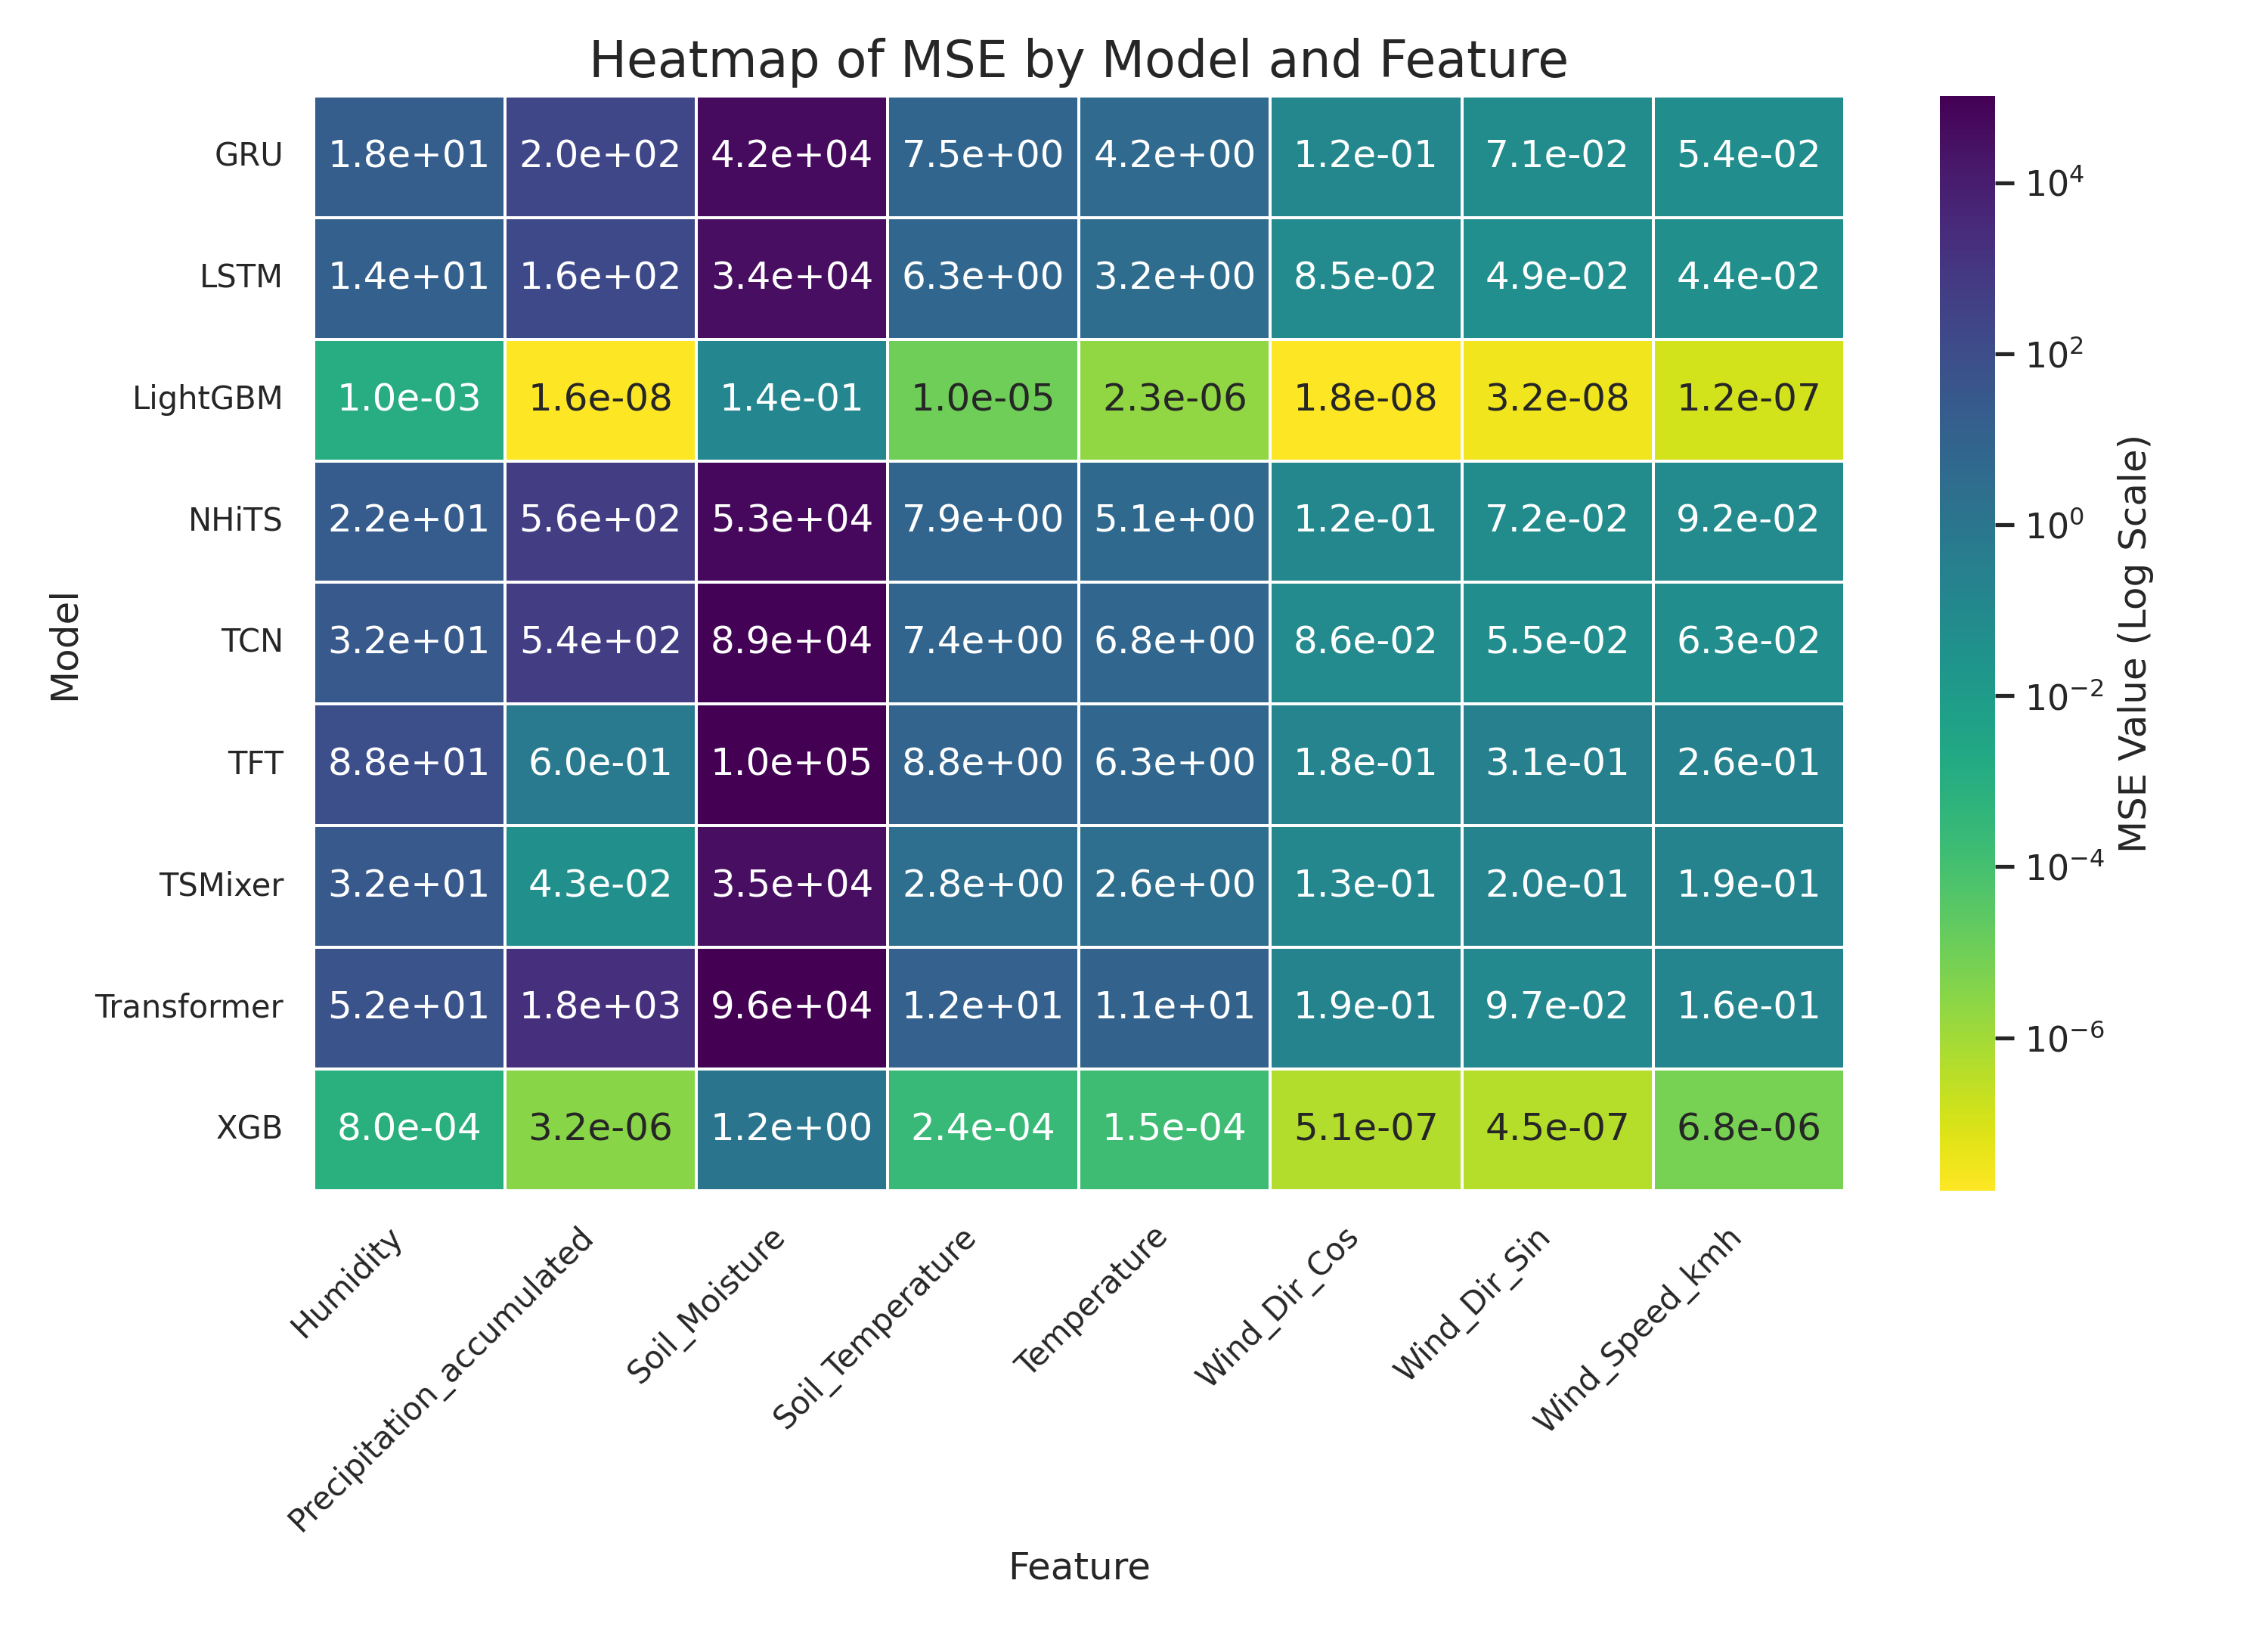 Heatmap of MSE by Model and Feature
GRU 1.8e+01 2.0e+02 4.2e+04 7.5e+00 4.2e+00 1.2e-01 7.1e-02 5.4e-02
LSTM 1.4e+01 1.6e+02 3.4e+04 6.3e+00 3.2e+00 8.5e-02 4.9e-02 4.4e-02
LightGBM 1.0e-03 1.6e-08 1.4e-01 1.0e-05 2.3e-06 1.8e-08 3.2e-08 1.2e-07
NHiTS 2.2e+01 5.6e+02 5.3e+04 7.9e+00 5.1e+00 1.2e-01 7.2e-02 9.2e-02
TCN 3.2e+01 5.4e+02 8.9e+04 7.4e+00 6.8e+00 8.6e-02 5.5e-02 6.3e-02
TFT 8.8e+01 6.0e-01 1.0e+05 8.8e+00 6.3e+00 1.8e-01 3.1e-01 2.6e-01
TSMixer 3.2e+01 4.3e-02 3.5e+04 2.8e+00 2.6e+00 1.3e-01 2.0e-01 1.9e-01
Transformer 5.2e+01 1.8e+03 9.6e+04 1.2e+01 1.1e+01 1.9e-01 9.7e-02 1.6e-01
XGB 8.0e-04 3.2e-06 1.2e+00 2.4e-04 1.5e-04 5.1e-07 4.5e-07 6.8e-06
Model
Humidity
Precipitation_accumulated
Soil_Moisture
Soil_Temperature
Temperature
Wind_Dir_Cos
Wind_Dir_Sin
Wind_Speed_kmh
Feature
10⁴
10²
10⁰
10⁻²
10⁻⁴
10⁻⁶
MSE Value (Log Scale)